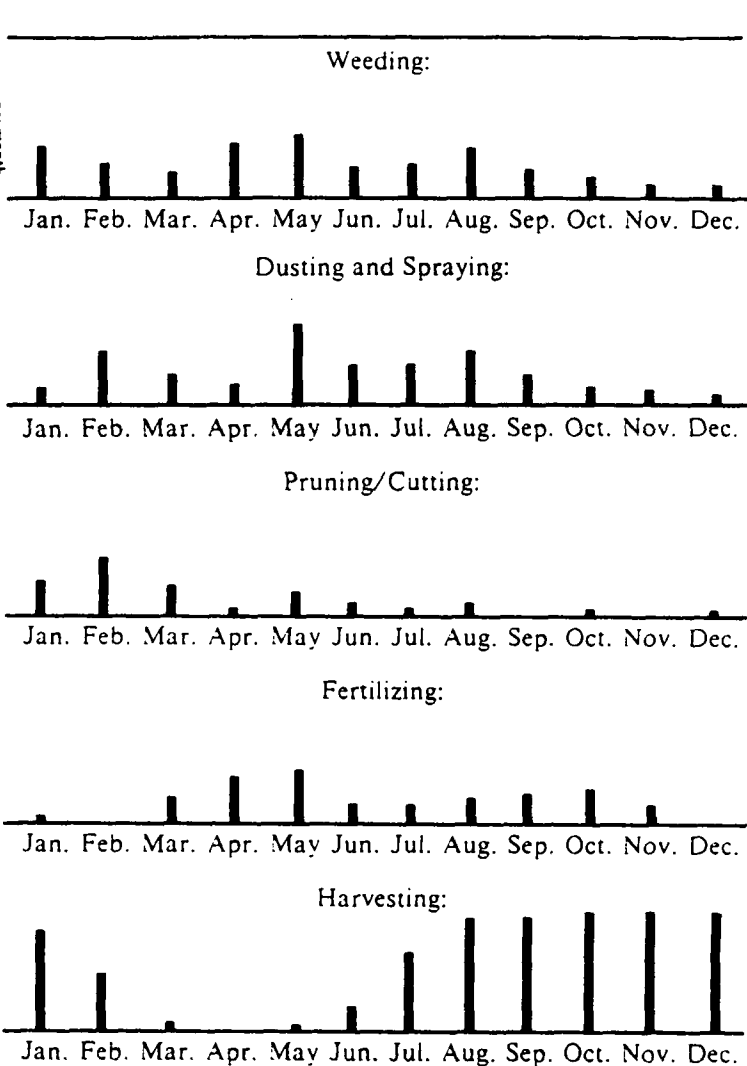 Weeding:
Jan. Feb. Mar. Apr. May Jun. Jul. Aug. Sep. Oct. Nov. Dec.
Dusting and Spraying:
Jan. Feb. Mar. Apr. May Jun. Jul. Aug. Sep. Oct. Nov. Dec.
Pruning/Cutting:
Jan. Feb. Mar. Apr. May Jun. Jul. Aug. Sep. Oct. Nov. Dec.
Fertilizing:
Jan. Feb. Mar. Apr. May Jun. Jul. Aug. Sep. Oct. Nov. Dec.
Harvesting:
Jan. Feb. Mar. Apr. May Jun. Jul. Aug. Sep. Oct. Nov. Dec.